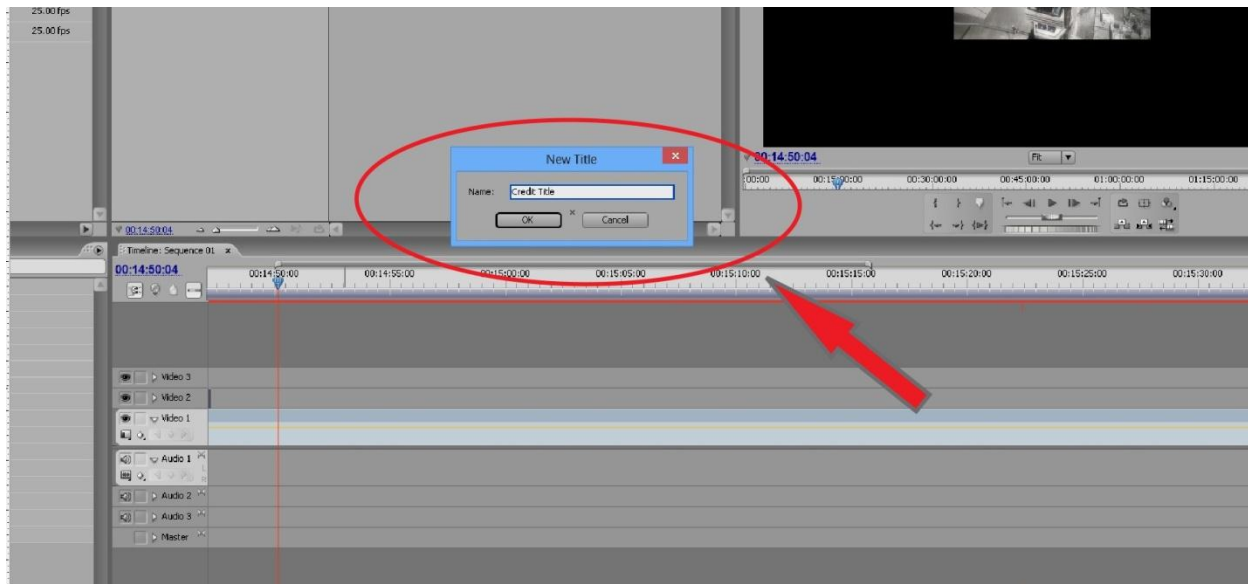 25.00 fps
25.00 fps
New Title
Name: Credit Title
OK Cancel
00:14:50:04 Fit
:00:00 00:15:00:00 00:30:00:00 00:45:00:00 01:00:00:00 01:15:00:00
00:14:50:04
Timeline: Sequence 01 x
00:14:50:04 00:14:50:00 00:14:55:00 00:15:00:00 00:15:05:00 00:15:10:00 00:15:15:00 00:15:20:00 00:15:25:00 00:15:30:00
Video 3
Video 2
Video 1
Audio 1
Audio 2
Audio 3
Master